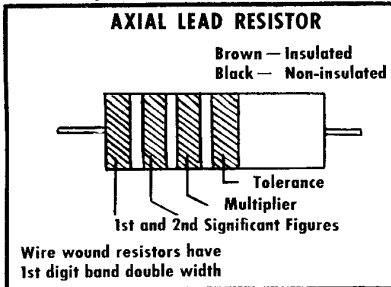 AXIAL LEAD RESISTOR
Brown — Insulated
Black — Non-insulated
Tolerance
Multiplier
1st and 2nd Significant Figures
Wire wound resistors have
1st digit band double width